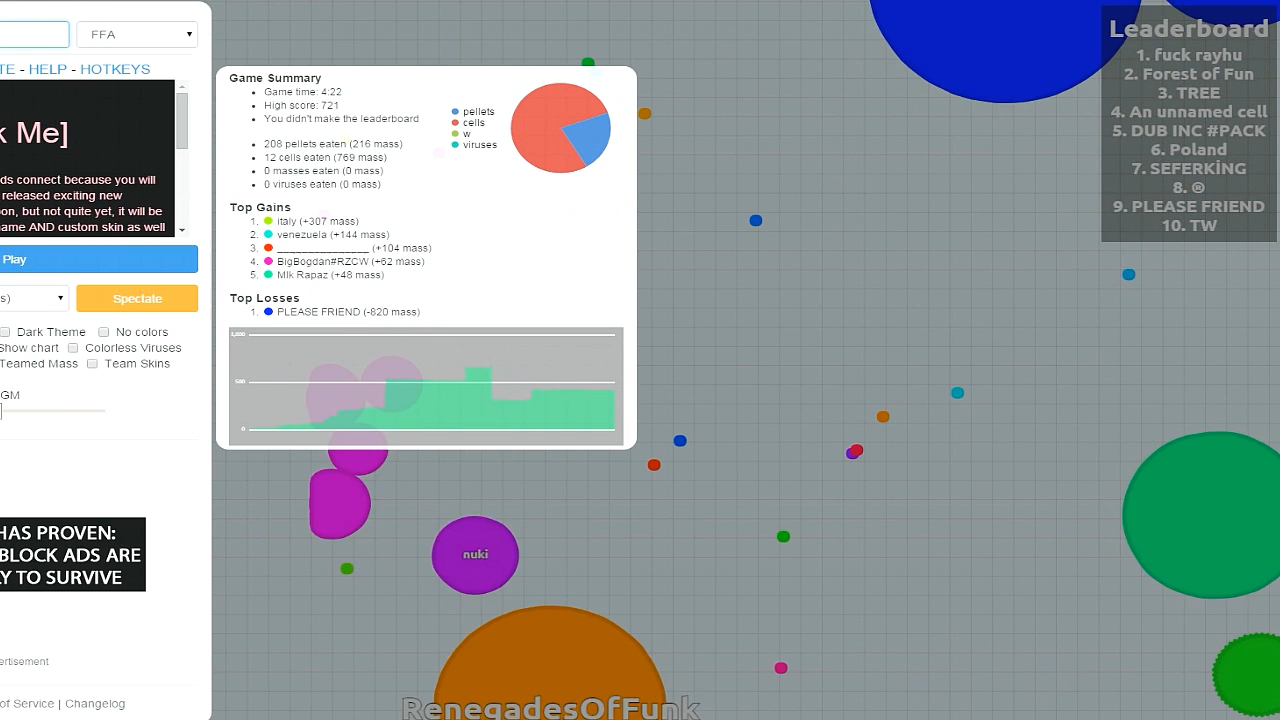 FFA
TE - HELP - HOTKEYS
k Me]
ds connect because you will
released exciting new
on, but not quite yet, it will be
ame AND custom skin as well
Play
s)
Spectate
Dark Theme
No colors
Show chart
Colorless Viruses
Teamed Mass
Team Skins
GM
HAS PROVEN:
BLOCK ADS ARE
LY TO SURVIVE
ertisement
of Service | Changelog
Game Summary
Game time: 4:22
High score: 721
You didn't make the leaderboard
208 pellets eaten (216 mass)
12 cells eaten (769 mass)
0 masses eaten (0 mass)
0 viruses eaten (0 mass)
pellets
cells
w
viruses
Top Gains
1. italy (+307 mass)
2. venezuela (+144 mass)
3. _______________ (+104 mass)
4. BigBogdan#RZCW (+62 mass)
5. Mlk Rapaz (+48 mass)
Top Losses
1. PLEASE FRIEND (-820 mass)
1,000
500
0
nuki
RenegadesOfFunk
Leaderboard
1. fuck rayhu
2. Forest of Fun
3. TREE
4. An unnamed cell
5. DUB INC #PACK
6. Poland
7. SEFERKİNG
8. ®
9. PLEASE FRIEND
10. TW